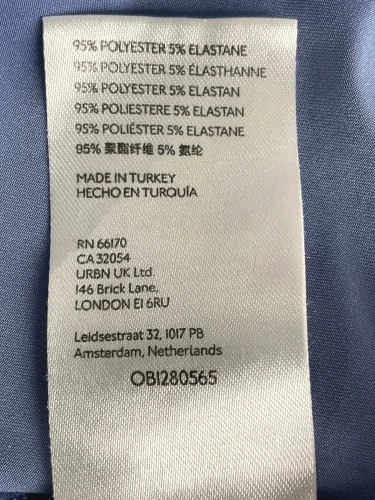 95% POLYESTER 5% ELASTANE
95% POLYESTER 5% ÉLASTHANNE
95% POLYESTER 5% ELASTAN
95% POLIESTERE 5% ELASTAN
95% POLIÉSTER 5% ELASTANE
95% 聚酯纤维 5% 氨纶
MADE IN TURKEY
HECHO EN TURQUÍA
RN 66170
CA 32054
URBN UK Ltd.
146 Brick Lane,
LONDON E1 6RU
Leidsestraat 32, 1017 PB
Amsterdam, Netherlands
OB1280565